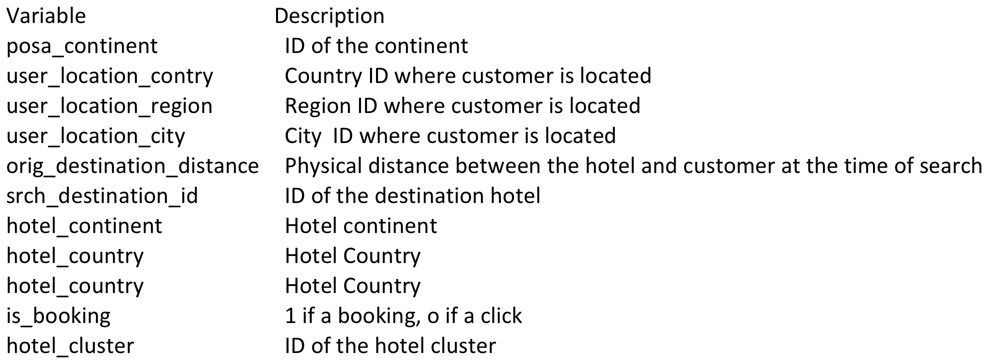 Variable Description
posa_continent ID of the continent
user_location_contry Country ID where customer is located
user_location_region Region ID where customer is located
user_location_city City  ID where customer is located
orig_destination_distance Physical distance between the hotel and customer at the time of search
srch_destination_id ID of the destination hotel
hotel_continent Hotel continent
hotel_country Hotel Country
hotel_country Hotel Country
is_booking 1 if a booking, o if a click
hotel_cluster ID of the hotel cluster